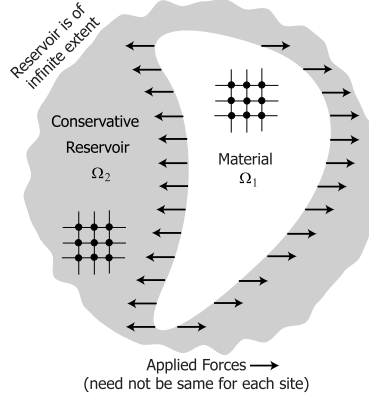 Reservoir is of
infinite extent
Conservative
Reservoir
Ω₂
Material
Ω₁
Applied Forces
(need not be same for each site)